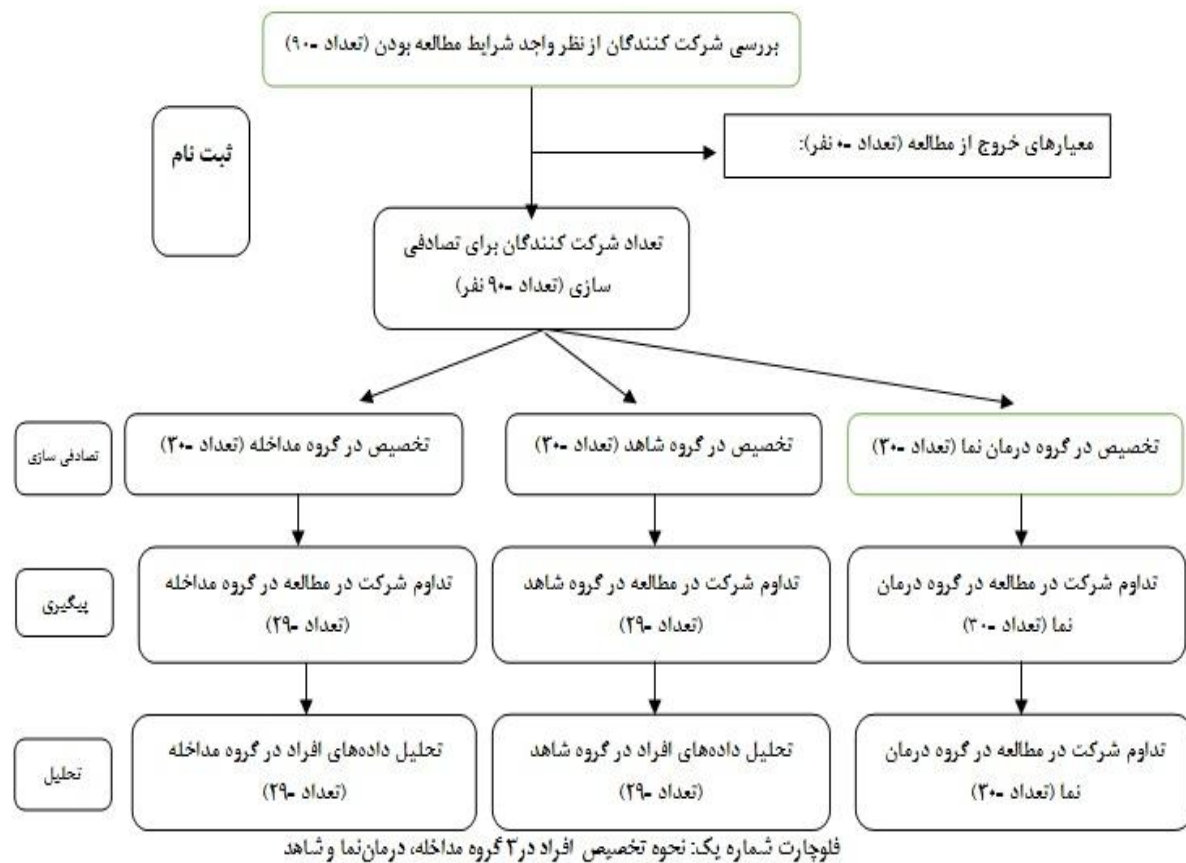 بررسی شرکت کنندگان از نظر واجد شرایط مطالعه بودن (تعداد =۹۰)
ثبت نام
معیارهای خروج از مطالعه (تعداد =۰ نفر):
تعداد شرکت کنندگان برای تصادفی
سازی (تعداد =۹۰ نفر)
تصادفی سازی
تخصیص در گروه درمان نما (تعداد =۳۰)
تخصیص در گروه شاهد (تعداد =۳۰)
تخصیص در گروه مداخله (تعداد =۳۰)
پیگیری
تداوم شرکت در مطالعه در گروه درمان
نما (تعداد =۳۰)
تداوم شرکت در مطالعه در گروه شاهد
(تعداد =۲۹)
تداوم شرکت در مطالعه در گروه مداخله
(تعداد =۲۹)
تحلیل
تداوم شرکت در مطالعه در گروه درمان
نما (تعداد =۳۰)
تحلیل داده‌های افراد در گروه شاهد
(تعداد =۲۹)
تحلیل داده‌های افراد در گروه مداخله
(تعداد =۲۹)
فلوچارت شماره یک: نحوه تخصیص افراد در۳ گروه مداخله، درمان‌نما و شاهد